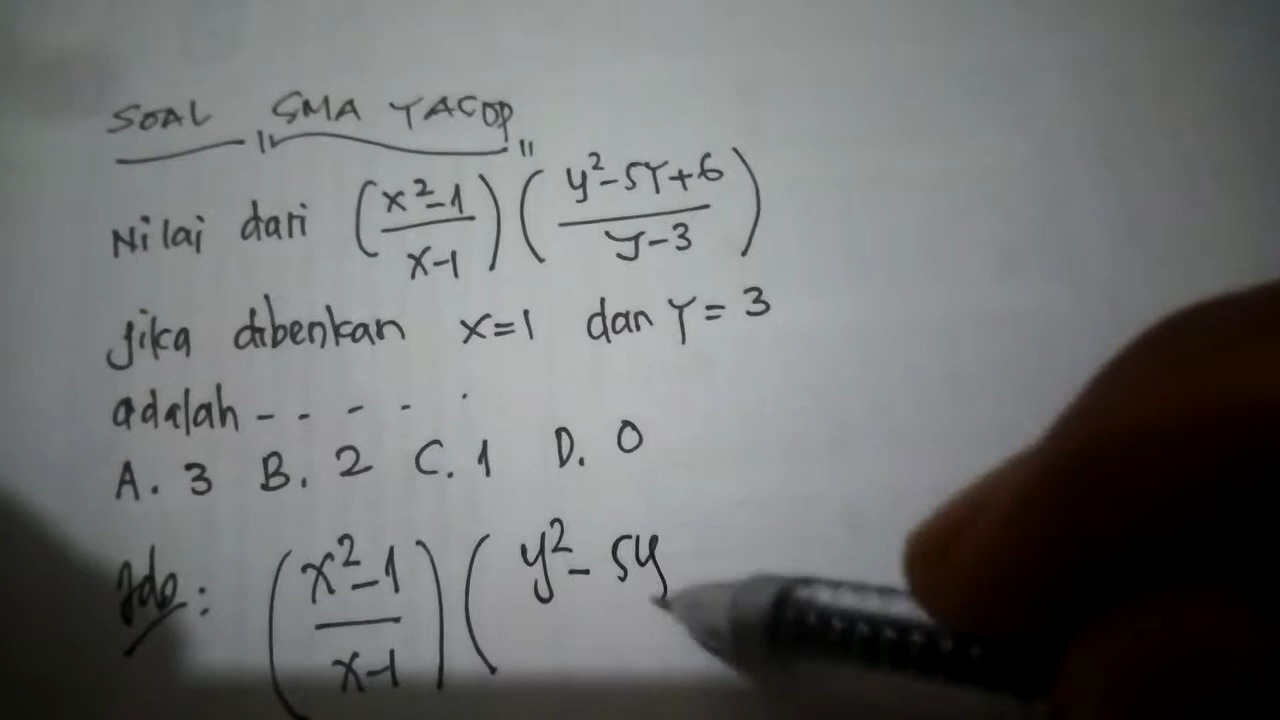 SOAL "SMA YACOP"
Nilai dari (x²-1/x-1)(y²-5y+6/y-3)
jika diberikan x=1 dan y=3
adalah - - - - .
A. 3 B. 2 C. 1 D. 0
Ide: (x²-1/x-1)(y²-5y